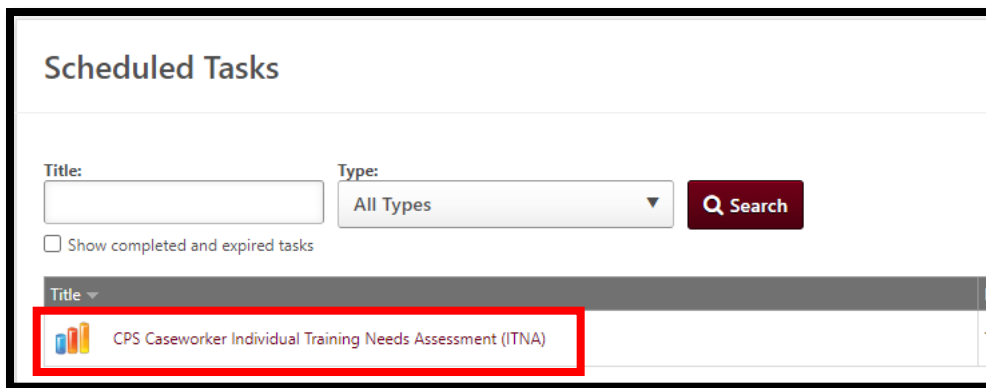 Scheduled Tasks
Title:
Type:
All Types
Search
Show completed and expired tasks
Title
CPS Caseworker Individual Training Needs Assessment (ITNA)